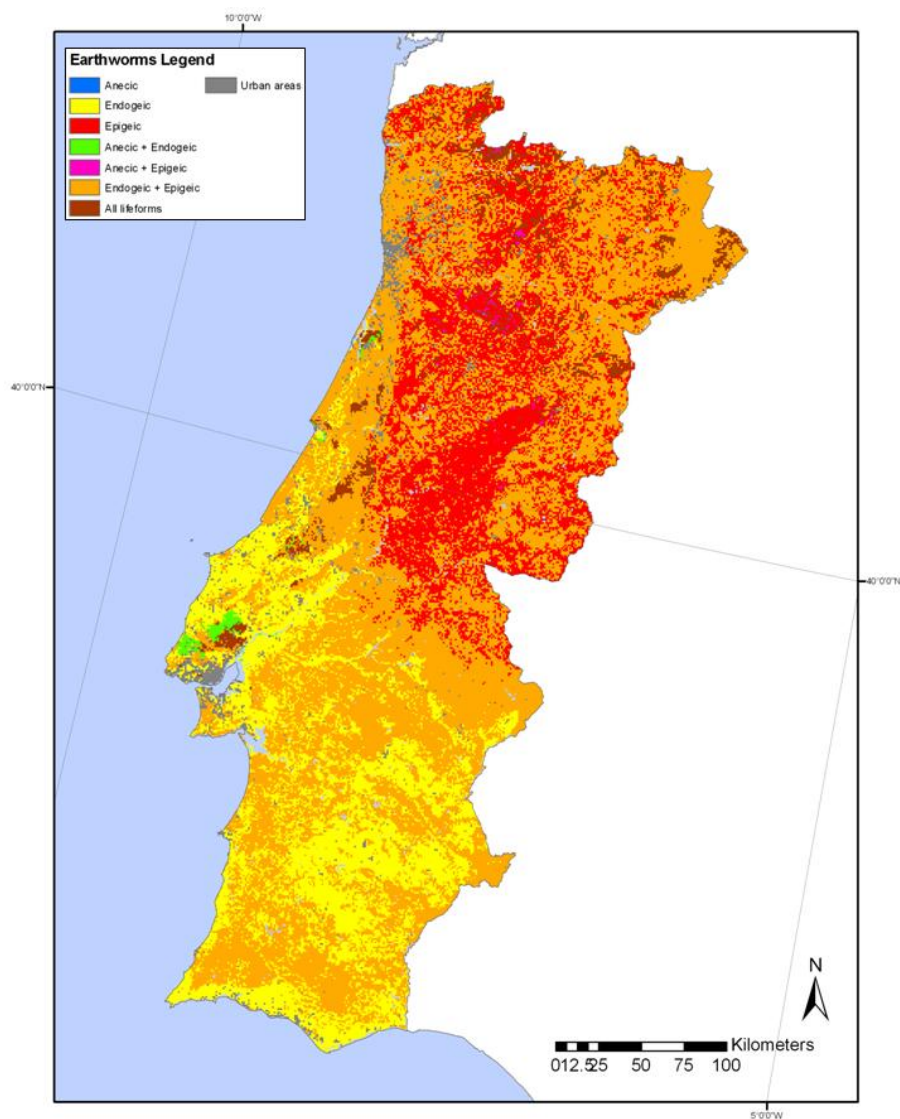 10°0'0"W
Earthworms Legend
Anecic
Urban areas
Endogeic
Epigeic
Anecic + Endogeic
Anecic + Epigeic
Endogeic + Epigeic
All lifeforms
40°0'0"N
40°0'0"N
N
Kilometers
012.525 50 75 100
5°0'0"W